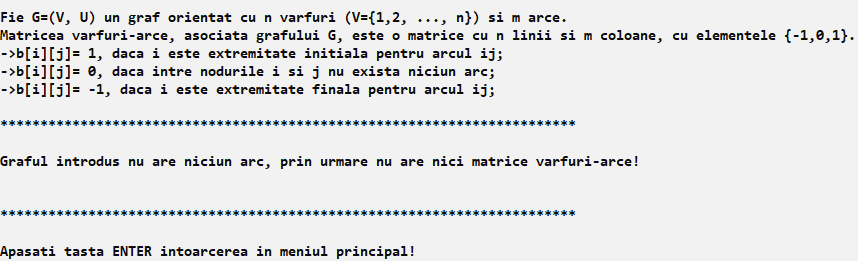 Fie G=(V, U) un graf orientat cu n varfuri (V={1,2, ..., n}) si m arce.
Matricea varfuri-arce, asociata grafului G, este o matrice cu n linii si m coloane, cu elementele {-1,0,1}.
->b[i][j]= 1, daca i este extremitate initiala pentru arcul ij;
->b[i][j]= 0, daca intre nodurile i si j nu exista niciun arc;
->b[i][j]= -1, daca i este extremitate finala pentru arcul ij;
************************************************************************
Graful introdus nu are niciun arc, prin urmare nu are nici matrice varfuri-arce!
************************************************************************
Apasati tasta ENTER intoarcerea in meniul principal!